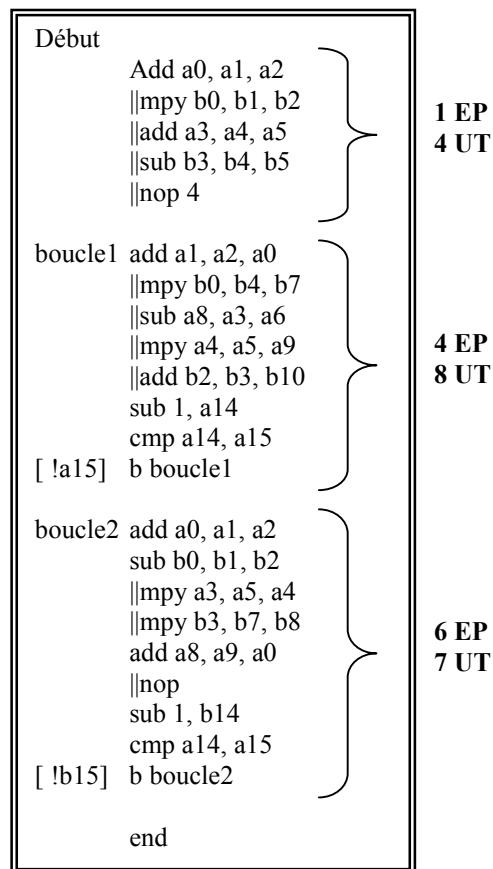 Début
Add a0, a1, a2
||mpy b0, b1, b2
||add a3, a4, a5
||sub b3, b4, b5
||nop 4
1 EP
4 UT
boucle1 add a1, a2, a0
||mpy b0, b4, b7
||sub a8, a3, a6
||mpy a4, a5, a9
||add b2, b3, b10
sub 1, a14
cmp a14, a15
[ !a15] b boucle1
4 EP
8 UT
boucle2 add a0, a1, a2
sub b0, b1, b2
||mpy a3, a5, a4
||mpy b3, b7, b8
add a8, a9, a0
||nop
sub 1, b14
cmp a14, a15
[ !b15] b boucle2
6 EP
7 UT
end